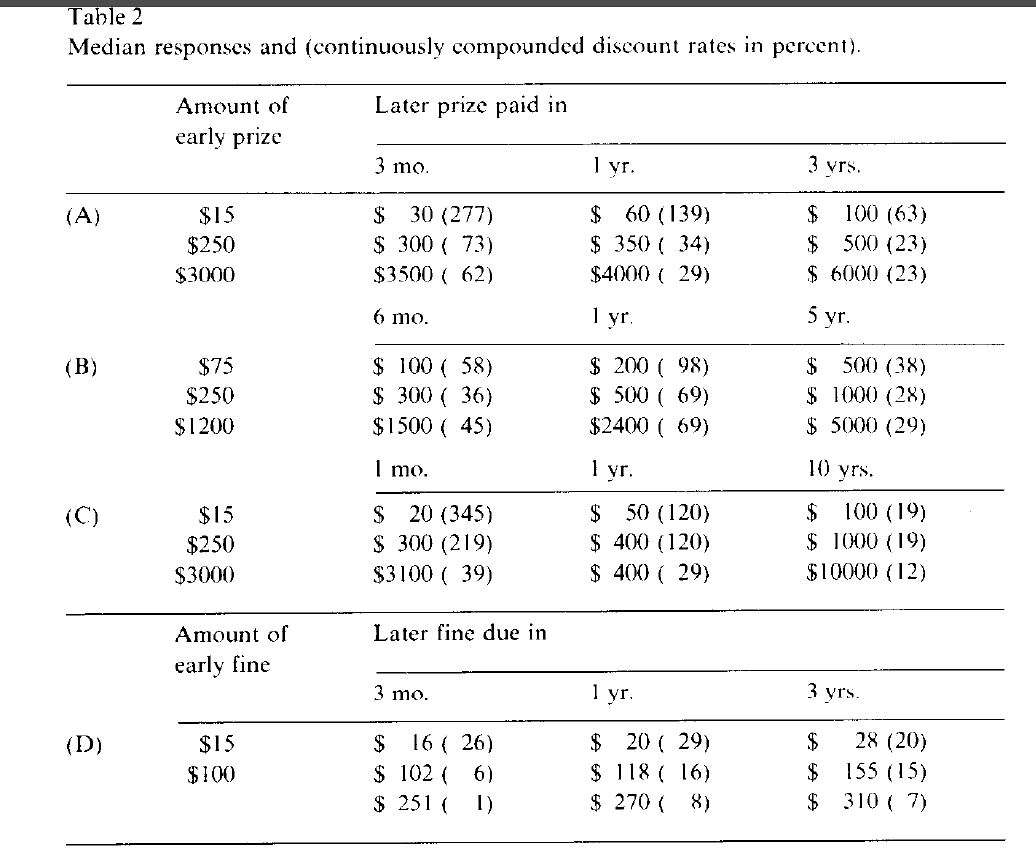 Table 2
Median responses and (continuously compounded discount rates in percent).
Amount of early prize Later prize paid in
3 mo. 1 yr. 3 yrs.
(A) $15 $ 30 (277) $ 60 (139) $ 100 (63)
$250 $ 300 ( 73) $ 350 ( 34) $ 500 (23)
$3000 $3500 ( 62) $4000 ( 29) $ 6000 (23)
6 mo. 1 yr. 5 yr.
(B) $75 $ 100 ( 58) $ 200 ( 98) $ 500 (38)
$250 $ 300 ( 36) $ 500 ( 69) $ 1000 (28)
$1200 $1500 ( 45) $2400 ( 69) $ 5000 (29)
1 mo. 1 yr. 10 yrs.
(C) $15 $ 20 (345) $ 50 (120) $ 100 (19)
$250 $ 300 (219) $ 400 (120) $ 1000 (19)
$3000 $3100 ( 39) $ 400 ( 29) $10000 (12)
Amount of early fine Later fine due in
3 mo. 1 yr. 3 yrs.
(D) $15 $ 16 ( 26) $ 20 ( 29) $ 28 (20)
$100 $ 102 ( 6) $ 118 ( 16) $ 155 (15)
$ 251 ( 1) $ 270 ( 8) $ 310 ( 7)